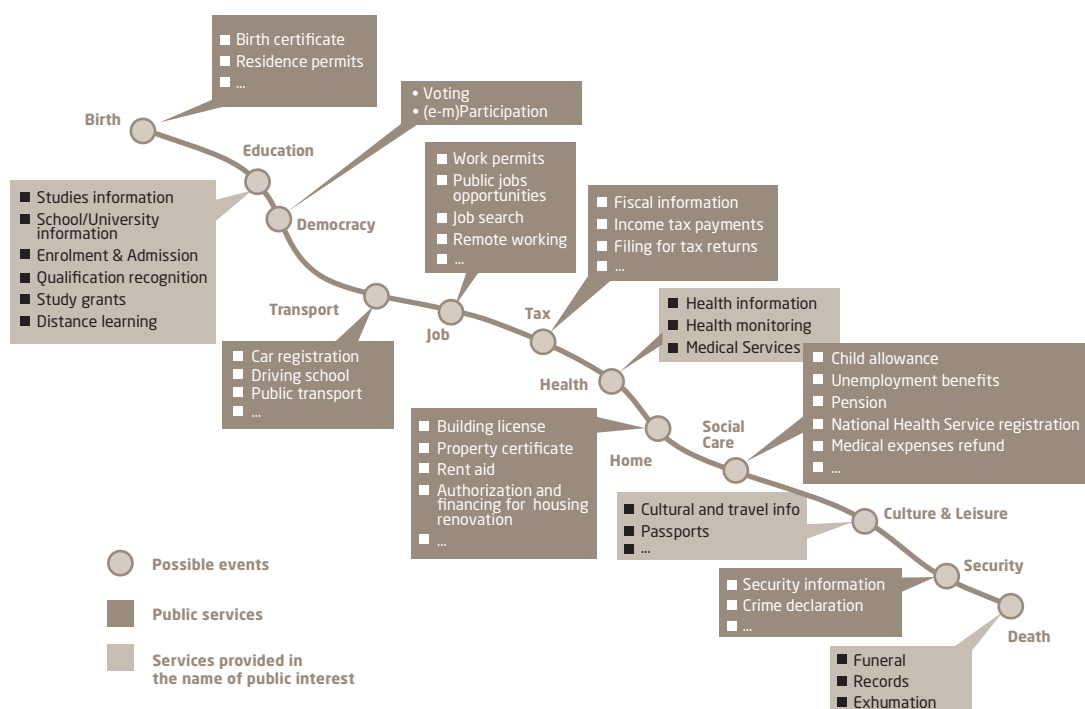 Birth certificate
Residence permits
...
Birth
• Voting
• (e-m)Participation
Education
Studies information
School/University
information
Enrolment & Admission
Qualification recognition
Study grants
Distance learning
Democracy
Work permits
Public jobs
opportunities
Job search
Remote working
...
Fiscal information
Income tax payments
Filing for tax returns
...
Transport
Job
Tax
Car registration
Driving school
Public transport
...
Health information
Health monitoring
Medical Services
Health
Child allowance
Unemployment benefits
Pension
National Health Service registration
Medical expenses refund
...
Building license
Property certificate
Rent aid
Authorization and
financing for housing
renovation
...
Home
Social
Care
Cultural and travel info
Passports
...
Culture & Leisure
Security information
Crime declaration
...
Security
Death
Funeral
Records
Exhumation
Possible events
Public services
Services provided in
the name of public interest